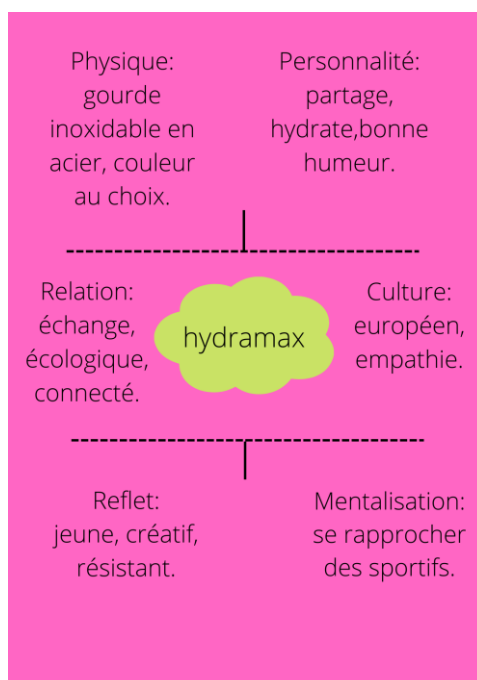 Physique:
gourde
inoxidable en
acier, couleur
au choix.
Personnalité:
partage,
hydrate,bonne
humeur.
Relation:
échange,
écologique,
connecté.
hydramax
Culture:
européen,
empathie.
Reflet:
jeune, créatif,
résistant.
Mentalisation:
se rapprocher
des sportifs.